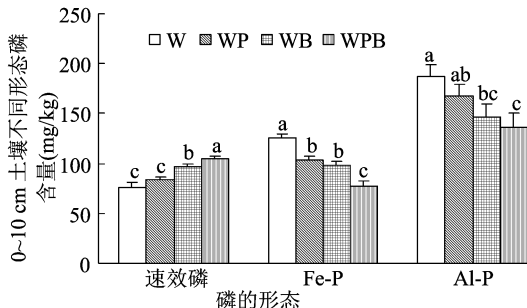 W WP WB WPB
250
200
150
100
50
0
0~10 cm 土壤不同形态磷
含量(mg/kg)
c c b a
a b b c
a ab bc c
速效磷 Fe-P Al-P
磷的形态